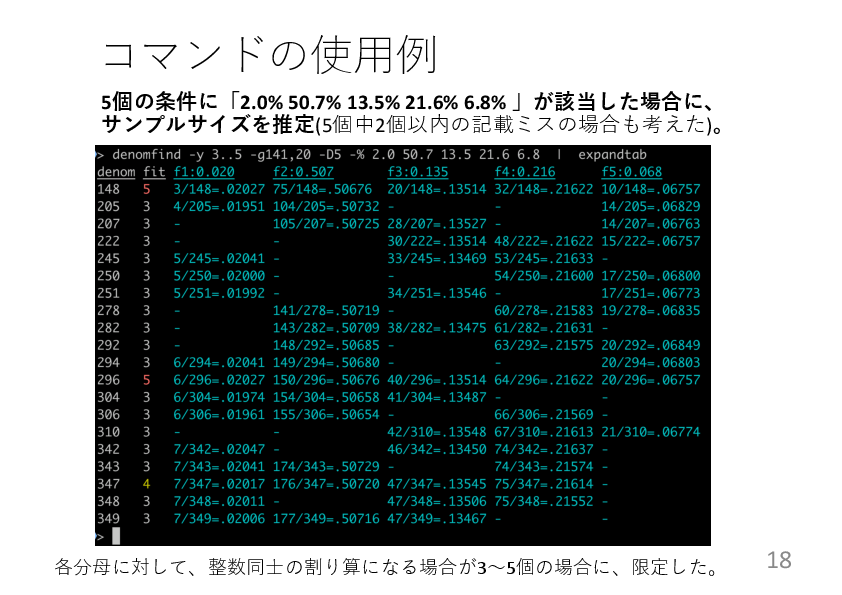 コマンドの使用例
5個の条件に「2.0% 50.7% 13.5% 21.6% 6.8% 」が該当した場合に、
サンプルサイズを推定(5個中2個以内の記載ミスの場合も考えた)。
> denomfind -y 3..5 -g141,20 -D5 -% 2.0 50.7 13.5 21.6 6.8 | expandtab
denom fit f1:0.020 f2:0.507 f3:0.135 f4:0.216 f5:0.068
148 5 3/148=.02027 75/148=.50676 20/148=.13514 32/148=.21622 10/148=.06757
205 3 4/205=.01951 104/205=.50732 - - 14/205=.06829
207 3 - 105/207=.50725 28/207=.13527 - 14/207=.06763
222 3 - - 30/222=.13514 48/222=.21622 15/222=.06757
245 3 5/245=.02041 - 33/245=.13469 53/245=.21633 -
250 3 5/250=.02000 - - 54/250=.21600 17/250=.06800
251 3 5/251=.01992 - 34/251=.13546 - 17/251=.06773
278 3 - 141/278=.50719 - 60/278=.21583 19/278=.06835
282 3 - 143/282=.50709 38/282=.13475 61/282=.21631 -
292 3 - 148/292=.50685 - 63/292=.21575 20/292=.06849
294 3 6/294=.02041 149/294=.50680 - - 20/294=.06803
296 5 6/296=.02027 150/296=.50676 40/296=.13514 64/296=.21622 20/296=.06757
304 3 6/304=.01974 154/304=.50658 41/304=.13487 - -
306 3 6/306=.01961 155/306=.50654 - 66/306=.21569 -
310 3 - - 42/310=.13548 67/310=.21613 21/310=.06774
342 3 7/342=.02047 - 46/342=.13450 74/342=.21637 -
343 3 7/343=.02041 174/343=.50729 - 74/343=.21574 -
347 4 7/347=.02017 176/347=.50720 47/347=.13545 75/347=.21614 -
348 3 7/348=.02011 - 47/348=.13506 75/348=.21552 -
349 3 7/349=.02006 177/349=.50716 47/349=.13467 - -
>
各分母に対して、整数同士の割り算になる場合が3〜5個の場合に、限定した。
18